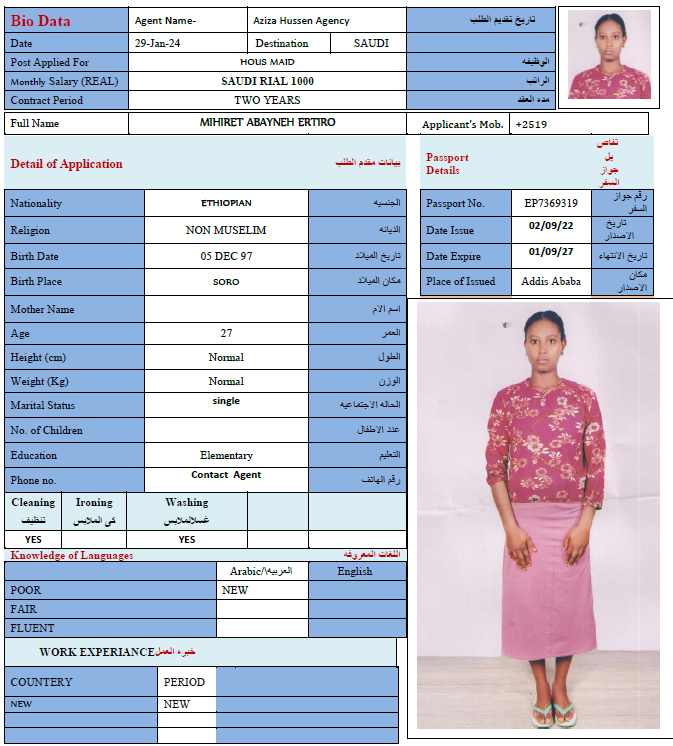 Bio Data Agent Name- Aziza Hussen Agency تاريخ تقديم الطلب
Date 29-Jan-24 Destination SAUDI
Post Applied For HOUS MAID الوظيفه
Monthly Salary (REAL) SAUDI RIAL 1000 الراتب
Contract Period TWO YEARS مده العقد
Full Name MIHIRET ABAYNEH ERTIRO Applicant's Mob. +2519
Detail of Application بيانات مقدم الطلب
Passport Details تفاص يل جواز السفر
Nationality ETHIOPIAN الجنسيه
Passport No. EP7369319 رقم جواز السفر
Religion NON MUSELIM الديانه
Date Issue 02/09/22 تاريخ الاصدار
Birth Date 05 DEC 97 تاريخ الميلاد
Date Expire 01/09/27 تاريخ الانتهاء
Birth Place SORO مكان الميلاد
Place of Issued Addis Ababa مكان الاصدار
Mother Name اسم الام
Age 27 العمر
Height (cm) Normal الطول
Weight (Kg) Normal الوزن
Marital Status single الحاله الاجتماعيه
No. of Children عدد الاطفال
Education Elementary التعليم
Phone no. Contact Agent رقم الهاتف
Cleaning Ironing Washing
تنظيف كى الملابس غسلالملابس
YES YES
Knowledge of Languages اللغات المعروفه
Arabic/العربيه\ English
POOR NEW
FAIR
FLUENT
WORK EXPERIANCE خبره العمل
COUNTERY PERIOD
NEW NEW